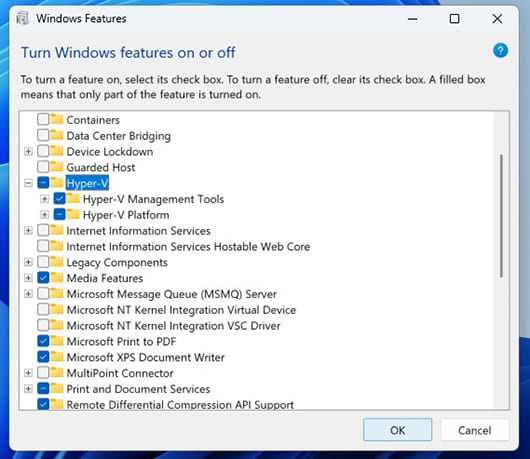 Windows Features
Turn Windows features on or off
?
To turn a feature on, select its check box. To turn a feature off, clear its check box. A filled box
means that only part of the feature is turned on.
Containers
Data Center Bridging
Device Lockdown
Guarded Host
Hyper-V
Hyper-V Management Tools
Hyper-V Platform
Internet Information Services
Internet Information Services Hostable Web Core
Legacy Components
Media Features
Microsoft Message Queue (MSMQ) Server
Microsoft NT Kernel Integration Virtual Device
Microsoft NT Kernel Integration VSC Driver
Microsoft Print to PDF
Microsoft XPS Document Writer
MultiPoint Connector
Print and Document Services
Remote Differential Compression API Support
OK
Cancel